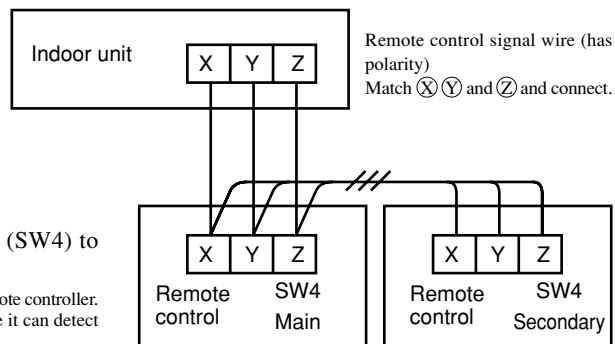 Indoor unit
X Y Z
Remote control signal wire (has
polarity)
Match Ⓧ Ⓨ and Ⓩ and connect.
(SW4) to
ote controller.
e it can detect
X Y Z
Remote
control
SW4
Main
X Y Z
Remote
control
SW4
Secondary